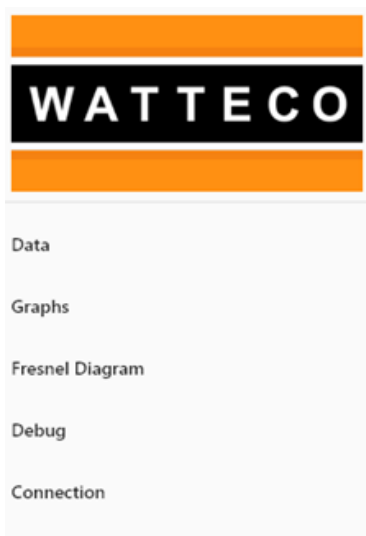 WATTECO
Data
Graphs
Fresnel Diagram
Debug
Connection